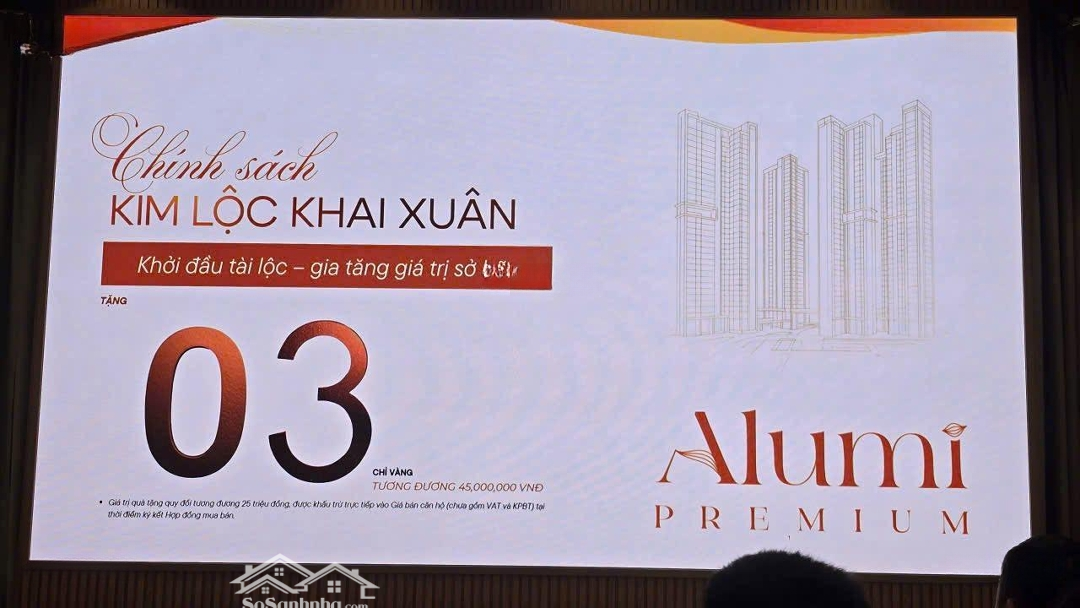 Chính sách
KIM LỘC KHAI XUÂN
Khởi đầu tài lộc – gia tăng giá trị sở
TẶNG
03
CHỈ VÀNG
TƯƠNG ĐƯƠNG 45,000,000 VNĐ
• Giá trị quà tặng quy đổi tương đương 25 triệu đồng, được khấu trừ trực tiếp vào Giá bán căn hộ (chưa gồm VAT và KPBT) tại
thời điểm ký kết Hợp đồng mua bán.
Alumi
PREMIUM
SoSanhnha.com